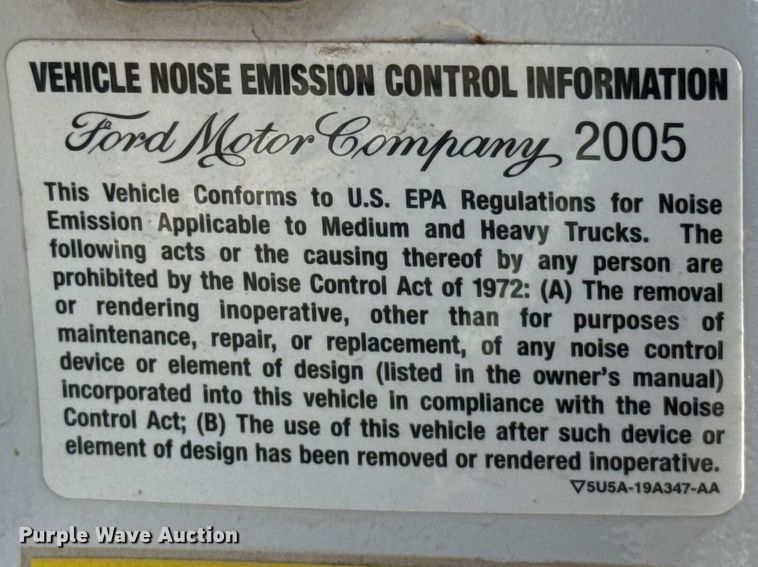 VEHICLE NOISE EMISSION CONTROL INFORMATION
Ford Motor Company 2005
This Vehicle Conforms to U.S. EPA Regulations for Noise
Emission Applicable to Medium and Heavy Trucks. The
following acts or the causing thereof by any person are
prohibited by the Noise Control Act of 1972: (A) The removal
or rendering inoperative, other than for purposes of
maintenance, repair, or replacement, of any noise control
device or element of design (listed in the owner's manual)
incorporated into this vehicle in compliance with the Noise
Control Act; (B) The use of this vehicle after such device or
element of design has been removed or rendered inoperative.
▽5U5A-19A347-AA
Purple Wave Auction